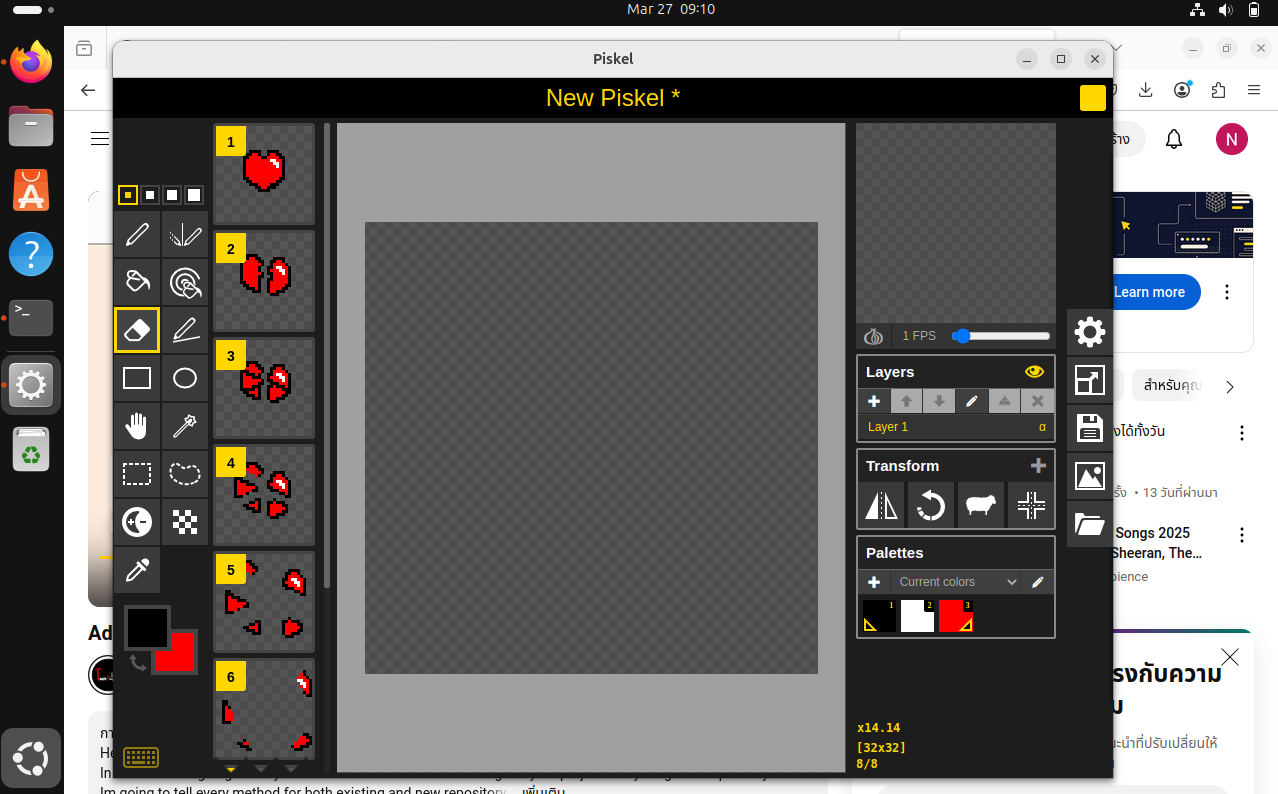 Mar 27 09:10
Piskel
New Piskel *
1
2
3
4
5
6
1 FPS
Layers
Layer 1
α
Transform
Palettes
Current colors
1
2
3
x14.14
[32x32]
8/8
N
Learn more
สำหรับคุณ
งได้ทั้งวัน
รั้ง • 13 วันที่ผ่านมา
Songs 2025
Sheeran, The…
pience
รงกับความ
ม
นะนำที่ปรับเปลี่ยนให้
Ad
กา
He
In
Im going to tell every method for both existing and new repository ...เพิ่มเติม